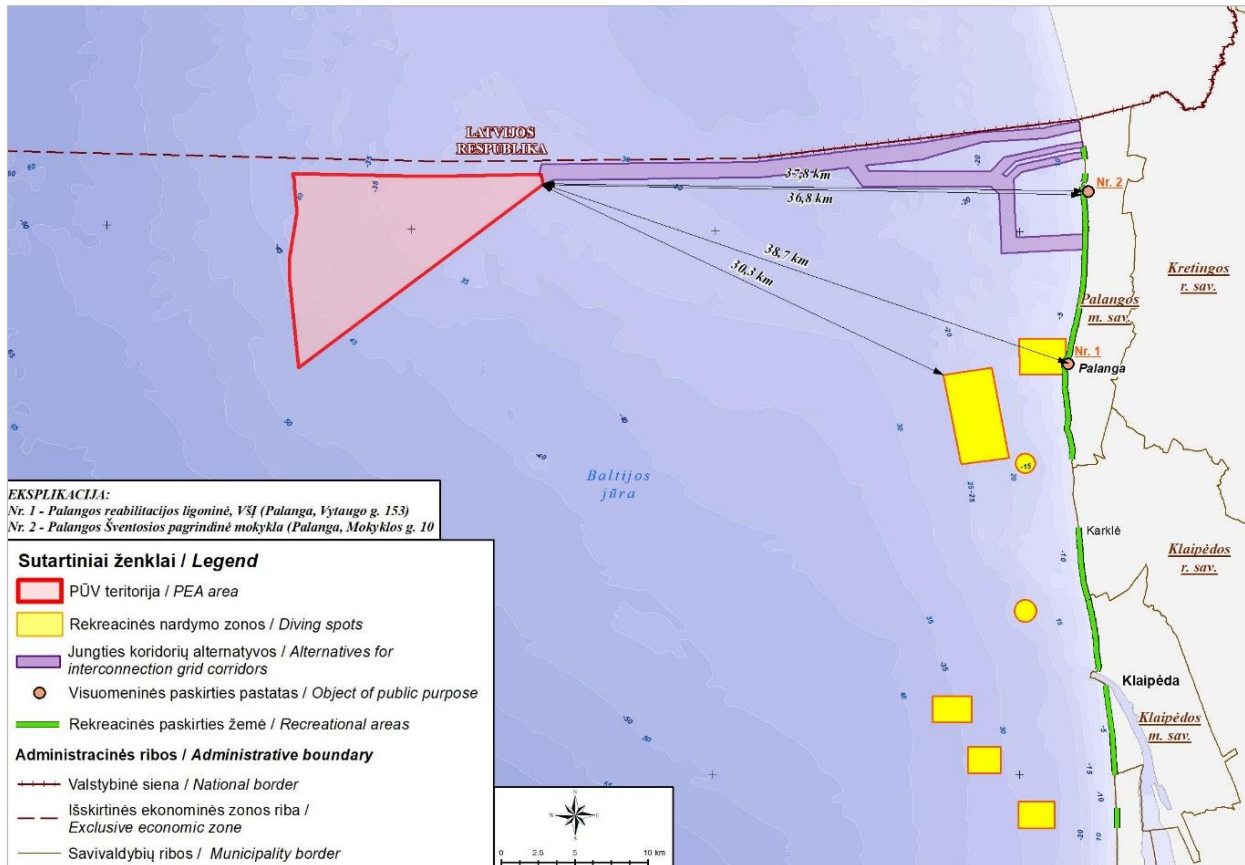 LATVIJOS
RESPUBLIKA
37,8 km
36,8 km
Nr. 2
38,7 km
30,3 km
Kretingos
r. sav.
Palangos
m. sav.
Nr. 1
Palanga
Baltijos
jūra
Karklė
Klaipėdos
r. sav.
Klaipėda
Klaipėdos
m. sav.
EKSPLIKACIJA:
Nr. 1 - Palangos reabilitacijos ligoninė, VšĮ (Palanga, Vytaugo g. 153)
Nr. 2 - Palangos Šventosios pagrindinė mokykla (Palanga, Mokyklos g. 10
Sutartiniai ženklai / Legend
PŪV teritorija / PEA area
Rekreacinės nardymo zonos / Diving spots
Jungties koridorių alternatyvos / Alternatives for
interconnection grid corridors
Visuomeninės paskirties pastatas / Object of public purpose
Rekreacinės paskirties žemė / Recreational areas
Administracinės ribos / Administrative boundary
Valstybinė siena / National border
Išskirtinės ekonominės zonos riba /
Exclusive economic zone
Savivaldybių ribos / Municipality border
0 2.5 5 10 km